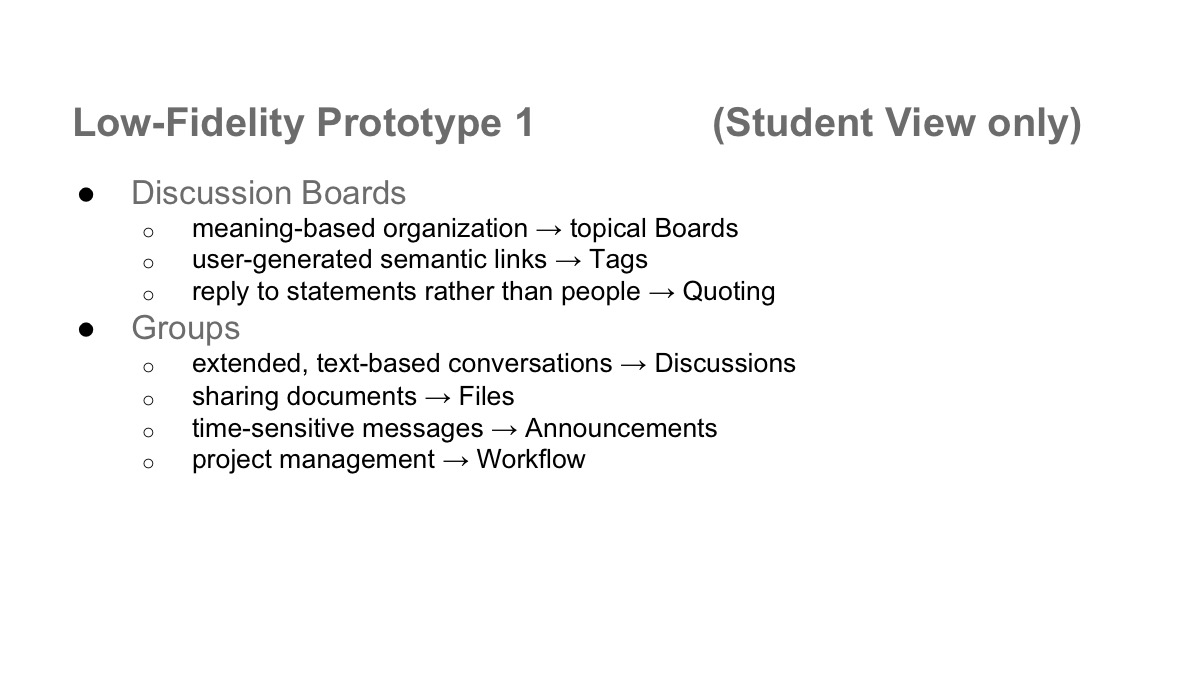 Low-Fidelity Prototype 1 (Student View only)
● Discussion Boards
○ meaning-based organization → topical Boards
○ user-generated semantic links → Tags
○ reply to statements rather than people → Quoting
● Groups
○ extended, text-based conversations → Discussions
○ sharing documents → Files
○ time-sensitive messages → Announcements
○ project management → Workflow